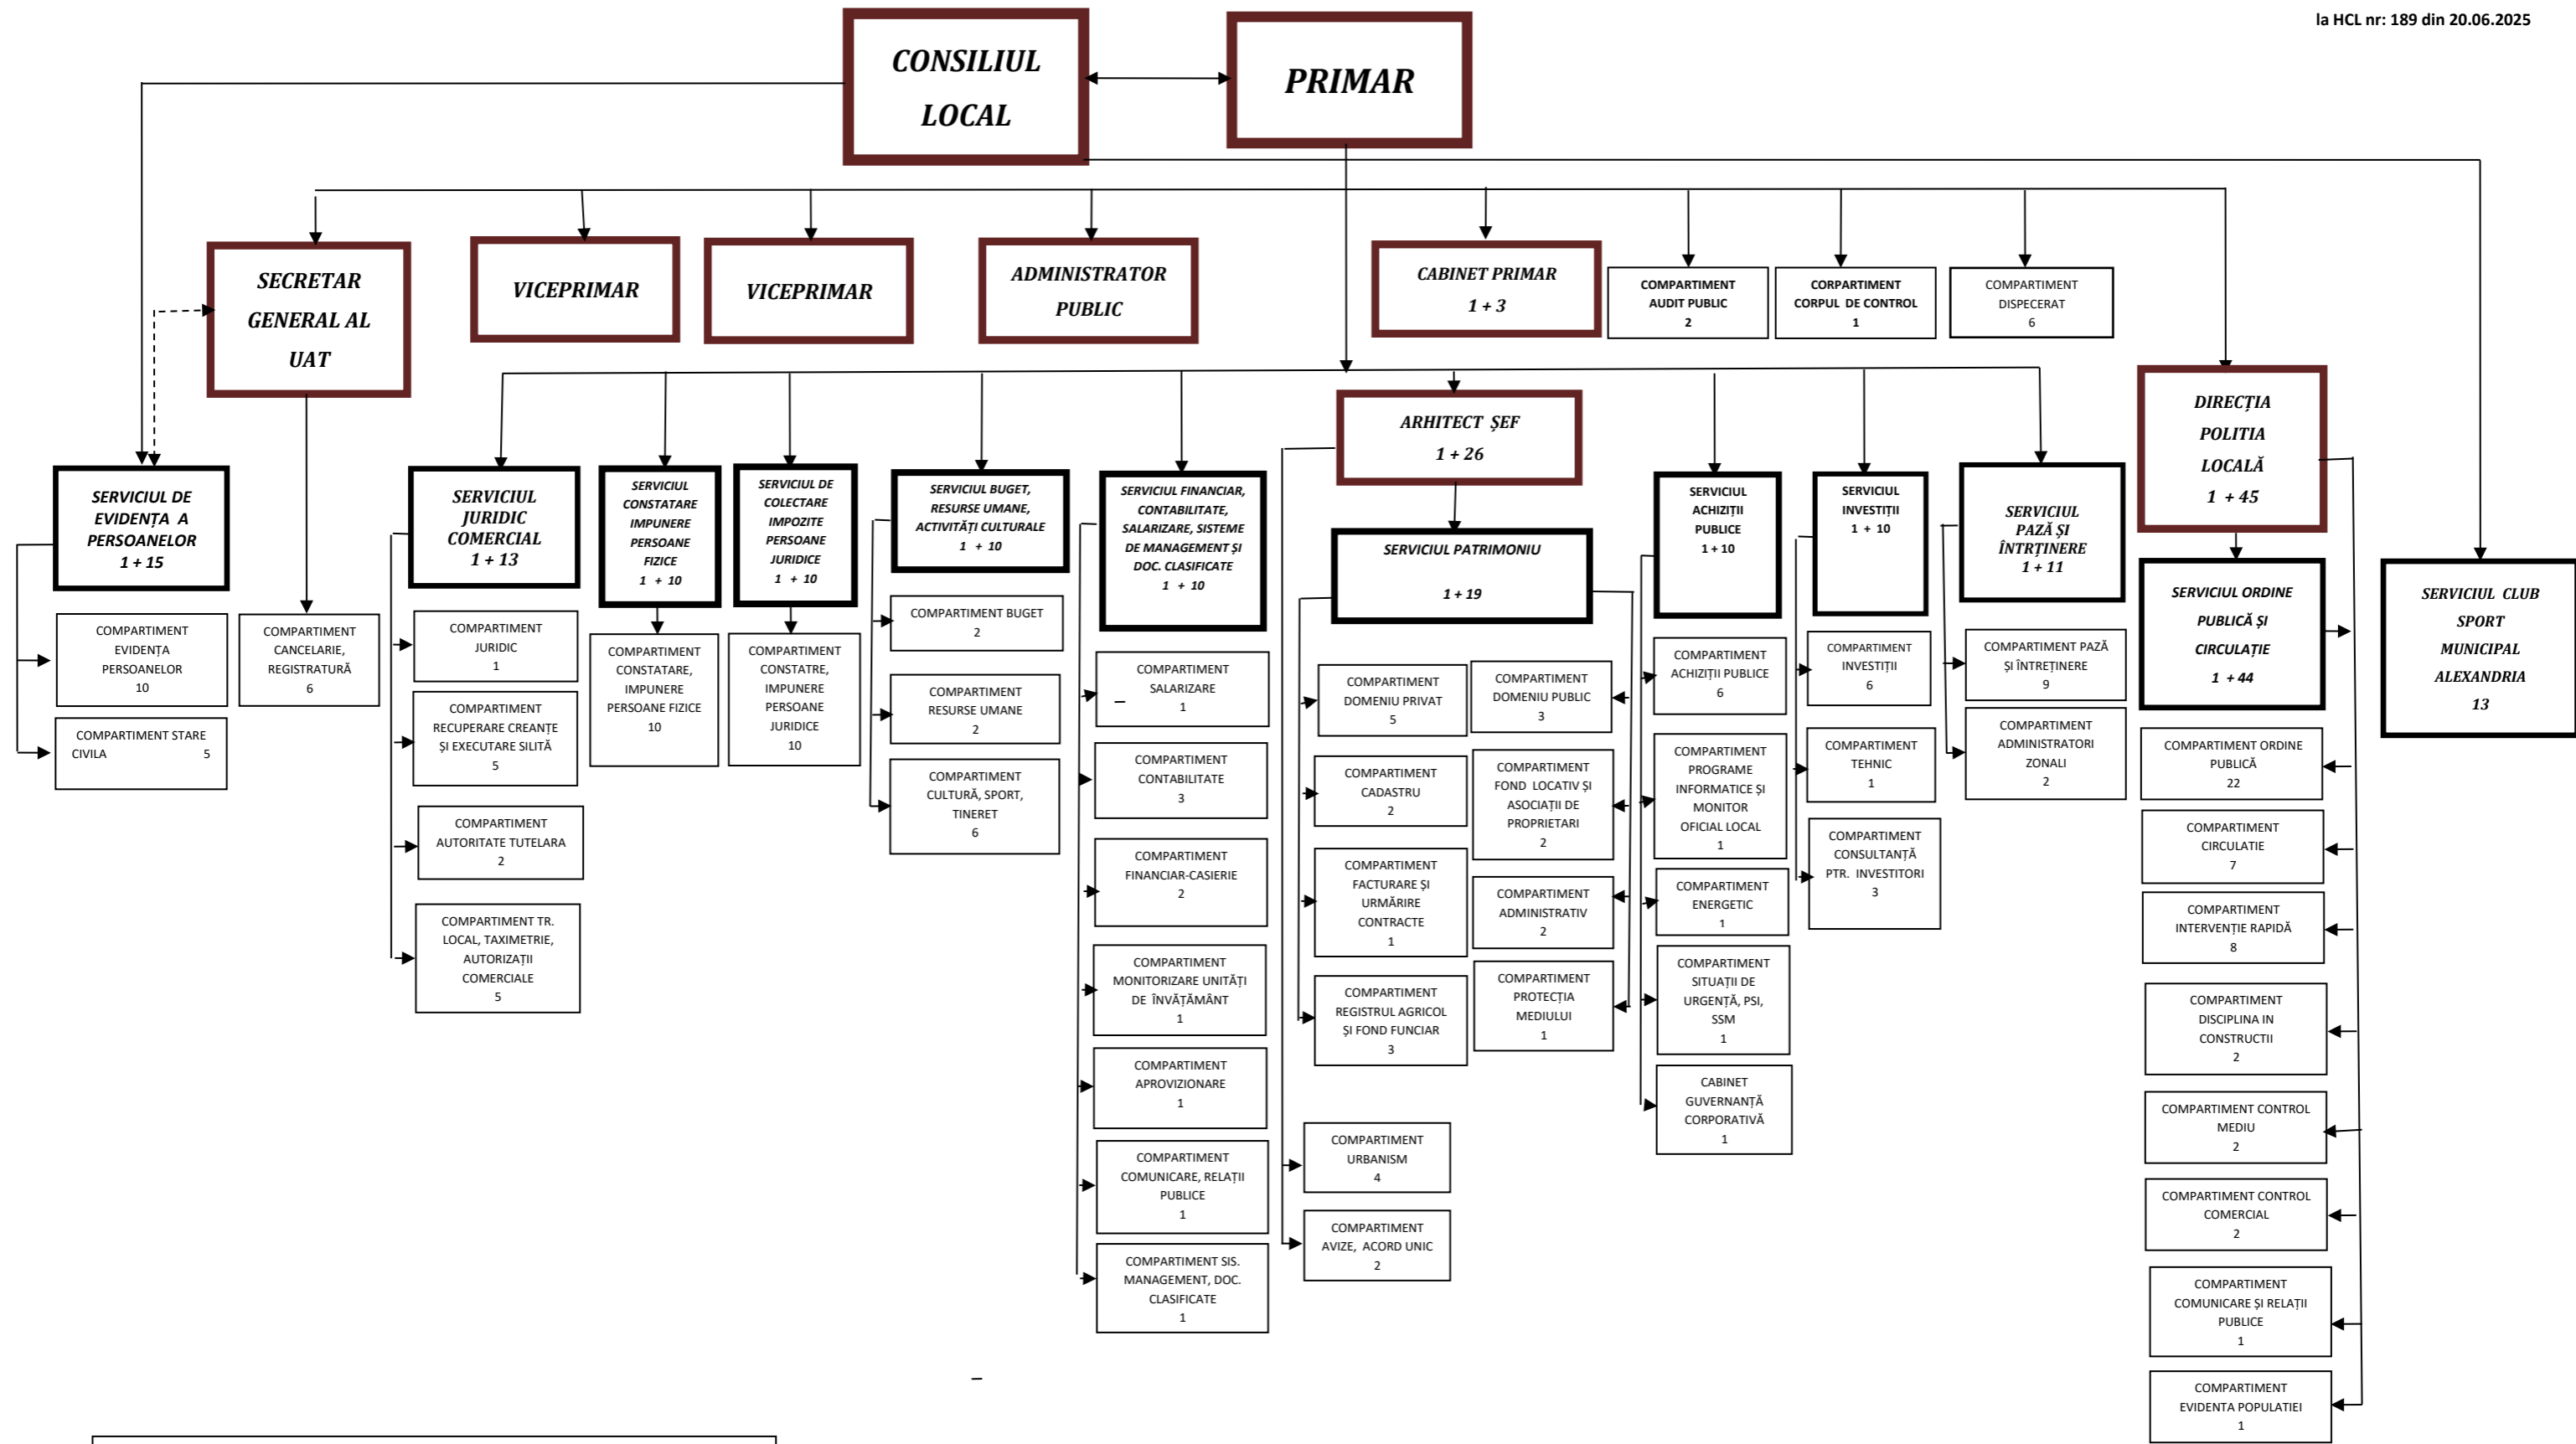 la HCL nr: 189 din 20.06.2025
CONSILIUL
LOCAL
PRIMAR
SECRETAR
GENERAL AL
UAT
VICEPRIMAR
VICEPRIMAR
ADMINISTRATOR
PUBLIC
CABINET PRIMAR
1 + 3
COMPARTIMENT
AUDIT PUBLIC
2
CORPARTIMENT
CORPUL DE CONTROL
1
COMPARTIMENT
DISPECERAT
6
ARHITECT ȘEF
1 + 26
DIRECȚIA
POLITIA
LOCALĂ
1 + 45
SERVICIUL DE
EVIDENȚA A
PERSOANELOR
1 + 15
SERVICIUL
JURIDIC
COMERCIAL
1 + 13
SERVICIUL
CONSTATARE
IMPUNERE
PERSOANE
FIZICE
1 + 10
SERVICIUL DE
COLECTARE
IMPOZITE
PERSOANE
JURIDICE
1 + 10
SERVICIUL BUGET,
RESURSE UMANE,
ACTIVITĂȚI CULTURALE
1 + 10
SERVICIUL FINANCIAR,
CONTABILITATE,
SALARIZARE, SISTEME
DE MANAGEMENT ȘI
DOC. CLASIFICATE
1 + 10
SERVICIUL PATRIMONIU
1 + 19
SERVICIUL
ACHIZIȚII
PUBLICE
1 + 10
SERVICIUL
INVESTIȚII
1 + 10
SERVICIUL
PAZĂ ȘI
ÎNTRȚINERE
1 + 11
SERVICIUL ORDINE
PUBLICĂ ȘI
CIRCULAȚIE
1 + 44
SERVICIUL CLUB
SPORT
MUNICIPAL
ALEXANDRIA
13
COMPARTIMENT
EVIDENȚA
PERSOANELOR
10
COMPARTIMENT STARE
CIVILA 5
COMPARTIMENT
CANCELARIE,
REGISTRATURĂ
6
COMPARTIMENT
JURIDIC
1
COMPARTIMENT
RECUPERARE CREANȚE
ȘI EXECUTARE SILITĂ
5
COMPARTIMENT
AUTORITATE TUTELARA
2
COMPARTIMENT TR.
LOCAL, TAXIMETRIE,
AUTORIZAȚII
COMERCIALE
5
COMPARTIMENT
CONSTATARE,
IMPUNERE
PERSOANE FIZICE
10
COMPARTIMENT
CONSTATRE,
IMPUNERE
PERSOANE
JURIDICE
10
COMPARTIMENT BUGET
2
COMPARTIMENT
RESURSE UMANE
2
COMPARTIMENT
CULTURĂ, SPORT,
TINERET
6
COMPARTIMENT
SALARIZARE
1
_
COMPARTIMENT
CONTABILITATE
3
COMPARTIMENT
FINANCIAR-CASIERIE
2
COMPARTIMENT
MONITORIZARE UNITĂȚI
DE ÎNVĂȚĂMÂNT
1
COMPARTIMENT
APROVIZIONARE
1
COMPARTIMENT
COMUNICARE, RELAȚII
PUBLICE
1
COMPARTIMENT SIS.
MANAGEMENT, DOC.
CLASIFICATE
1
COMPARTIMENT
DOMENIU PRIVAT
5
COMPARTIMENT
CADASTRU
2
COMPARTIMENT
FACTURARE ȘI
URMĂRIRE
CONTRACTE
1
COMPARTIMENT
REGISTRUL AGRICOL
ȘI FOND FUNCIAR
3
COMPARTIMENT
DOMENIU PUBLIC
3
COMPARTIMENT
FOND LOCATIV ȘI
ASOCIAȚII DE
PROPRIETARI
2
COMPARTIMENT
ADMINISTRATIV
2
COMPARTIMENT
PROTECȚIA
MEDIULUI
1
COMPARTIMENT
URBANISM
4
COMPARTIMENT
AVIZE, ACORD UNIC
2
COMPARTIMENT
ACHIZIȚII PUBLICE
6
COMPARTIMENT
PROGRAME
INFORMATICE ȘI
MONITOR
OFICIAL LOCAL
1
COMPARTIMENT
ENERGETIC
1
COMPARTIMENT
SITUAȚII DE
URGENȚĂ, PSI,
SSM
1
CABINET
GUVERNANȚĂ
CORPORATIVĂ
1
COMPARTIMENT
INVESTIȚII
6
COMPARTIMENT
TEHNIC
1
COMPARTIMENT
CONSULTANȚĂ
PTR. INVESTITORI
3
COMPARTIMENT PAZĂ
ȘI ÎNTREȚINERE
9
COMPARTIMENT
ADMINISTRATORI
ZONALI
2
COMPARTIMENT ORDINE
PUBLICĂ
22
COMPARTIMENT
CIRCULATIE
7
COMPARTIMENT
INTERVENȚIE RAPIDĂ
8
COMPARTIMENT
DISCIPLINA IN
CONSTRUCTII
2
COMPARTIMENT CONTROL
MEDIU
2
COMPARTIMENT CONTROL
COMERCIAL
2
COMPARTIMENT
COMUNICARE ȘI RELAȚII
PUBLICE
1
COMPARTIMENT
EVIDENTA POPULATIEI
1
_